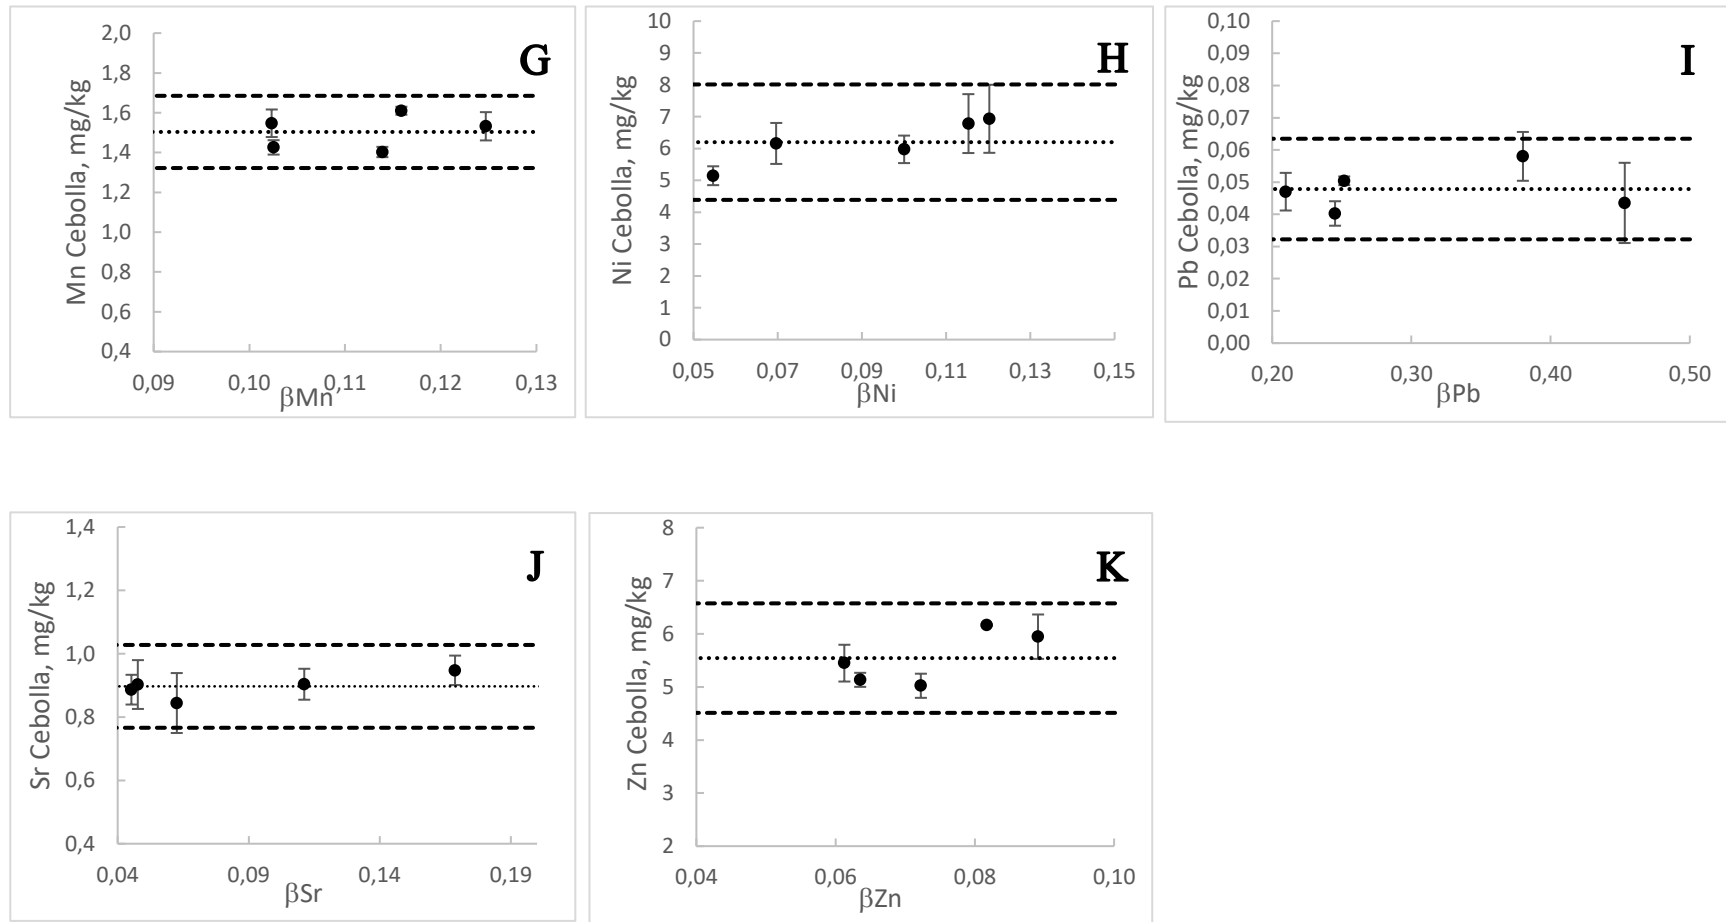 G
Mn Cebolla, mg/kg
2,0
1,8
1,6
1,4
1,2
1,0
0,8
0,6
0,4
0,09 0,10 0,11 0,12 0,13
βMn
H
Ni Cebolla, mg/kg
10
9
8
7
6
5
4
3
2
1
0
0,05 0,07 0,09 0,11 0,13 0,15
βNi
I
Pb Cebolla, mg/kg
0,10
0,09
0,08
0,07
0,06
0,05
0,04
0,03
0,02
0,01
0,00
0,20 0,30 0,40 0,50
βPb
J
Sr Cebolla, mg/kg
1,4
1,2
1,0
0,8
0,6
0,4
0,04 0,09 0,14 0,19
βSr
K
Zn Cebolla, mg/kg
8
7
6
5
4
3
2
0,04 0,06 0,08 0,10
βZn